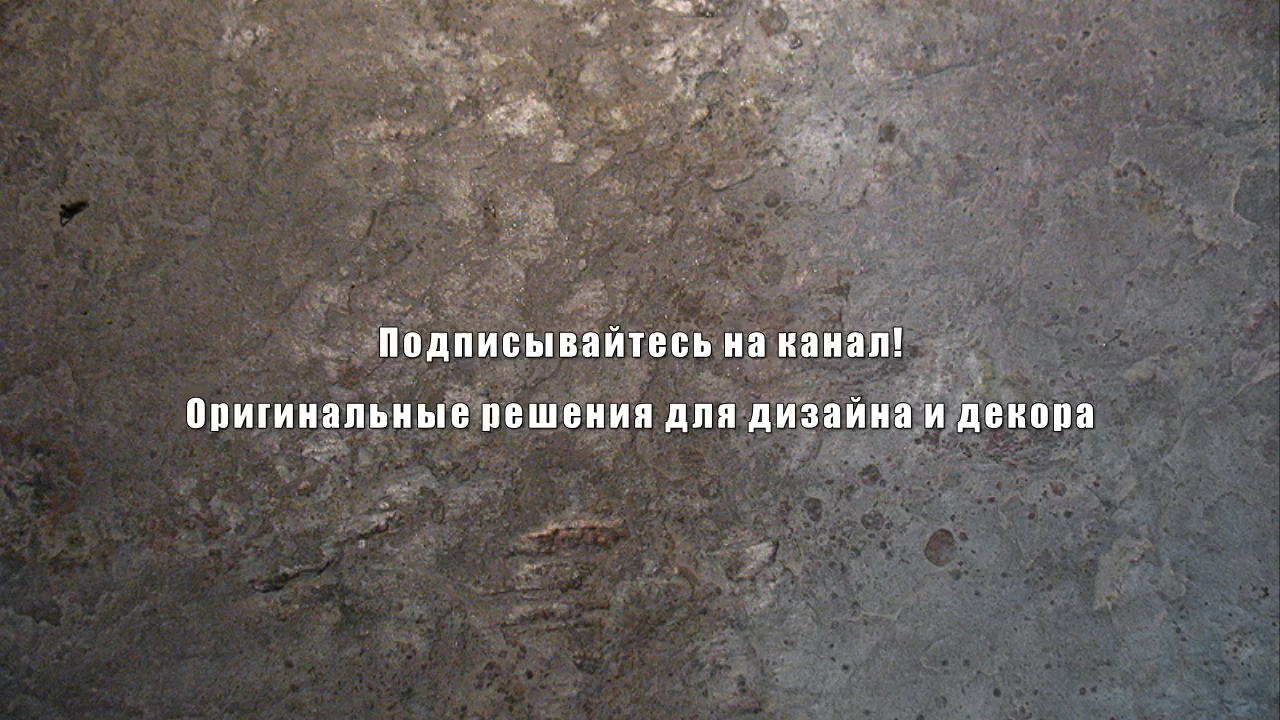 Подписывайтесь на канал!
Оригинальные решения для дизайна и декора